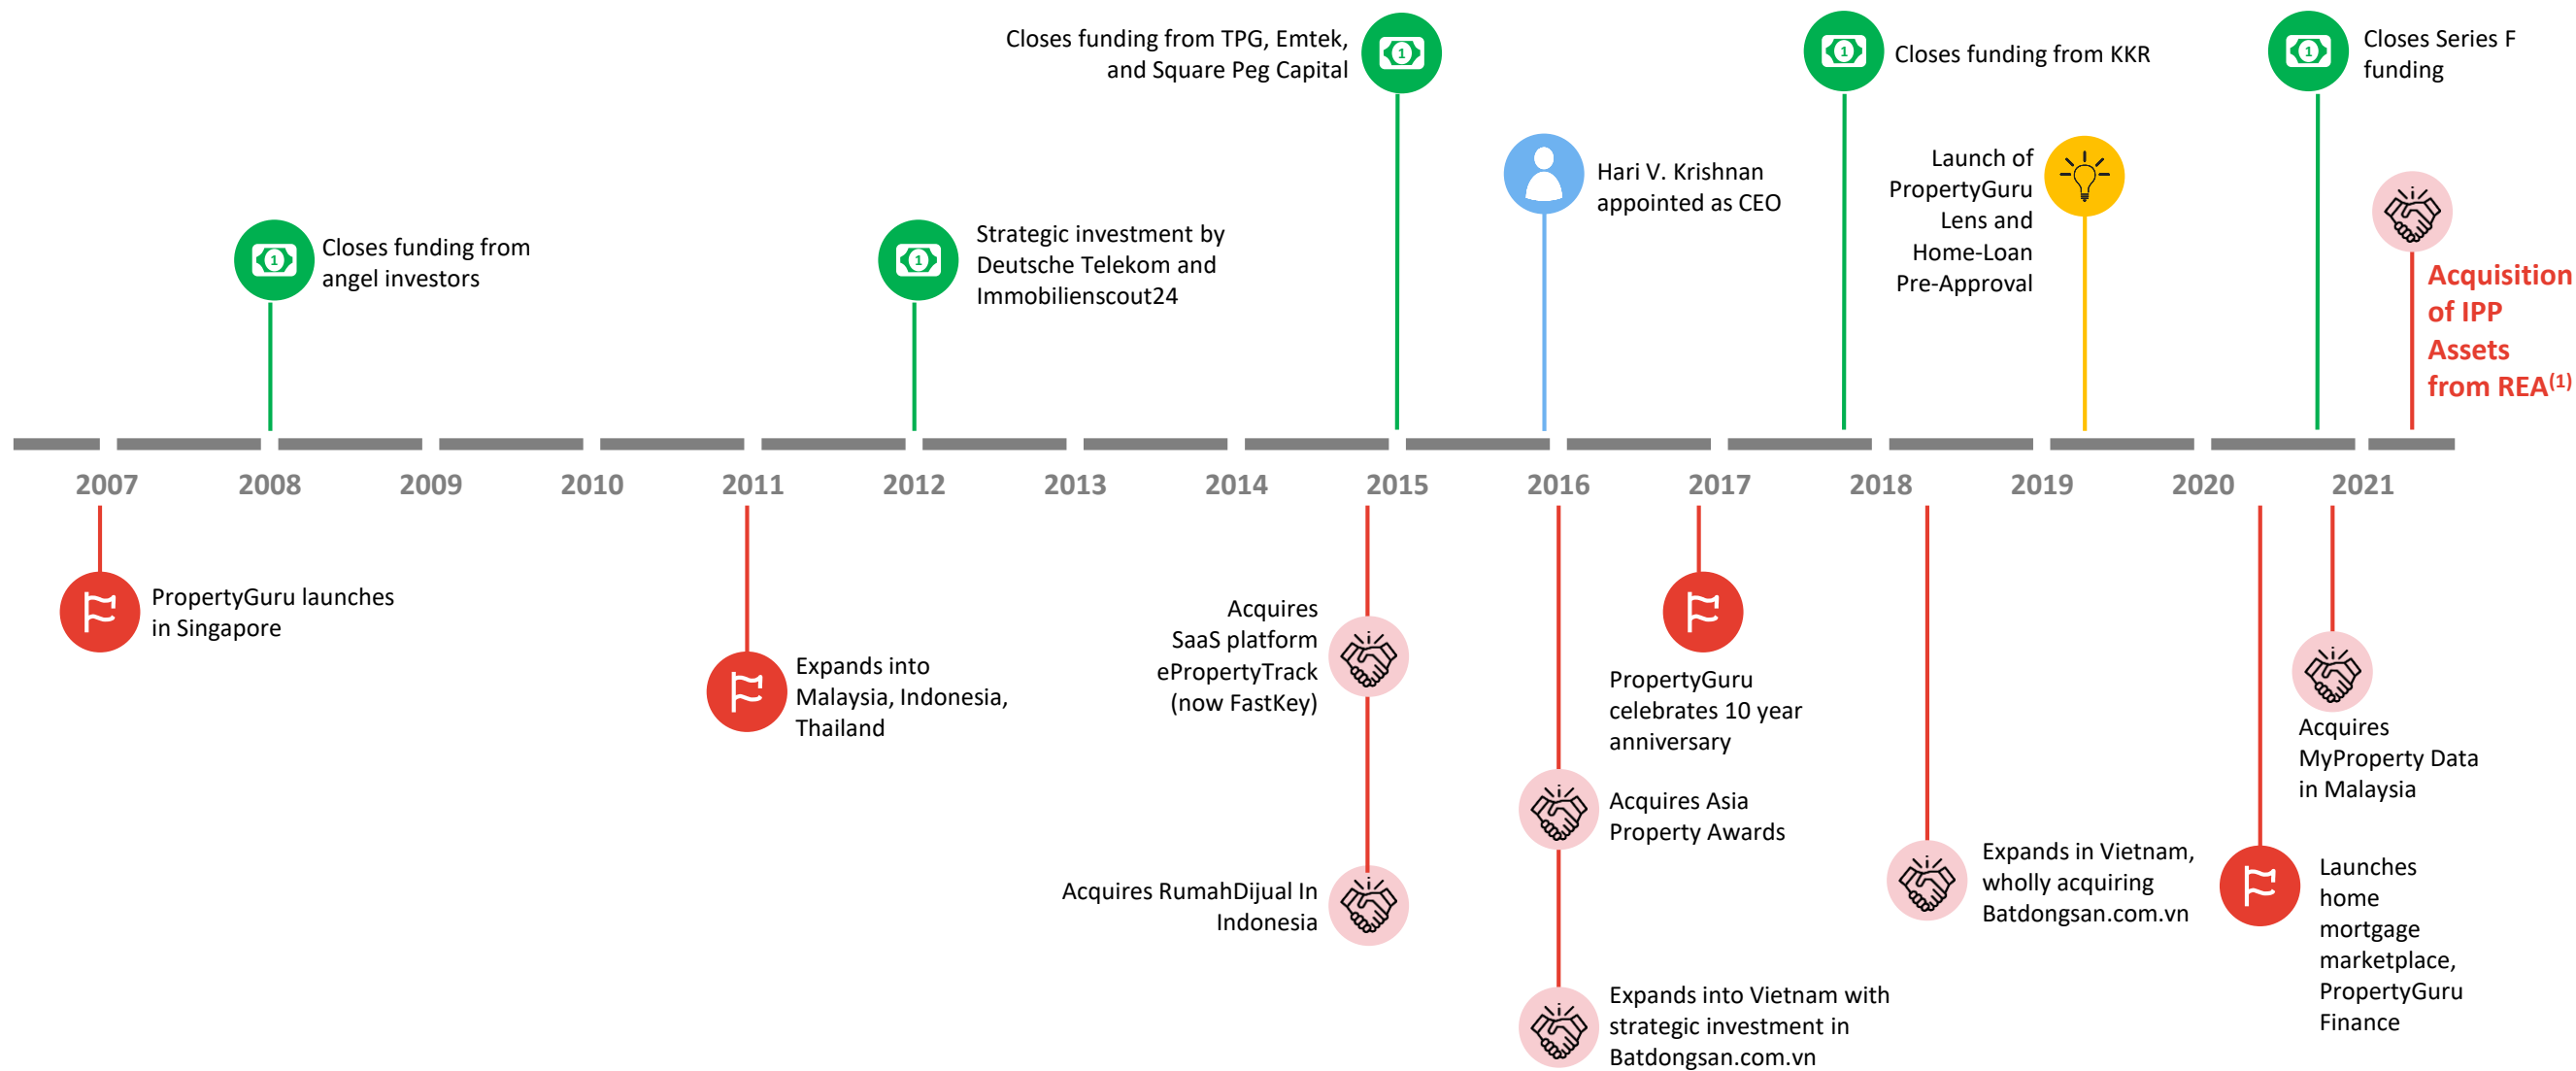 Closes funding from TPG, Emtek,
and Square Peg Capital
Closes funding from KKR
Closes Series F
funding
Hari V. Krishnan
appointed as CEO
Launch of
PropertyGuru
Lens and
Home-Loan
Pre-Approval
Closes funding from
angel investors
Strategic investment by
Deutsche Telekom and
Immobilienscout24
Acquisition
of IPP
Assets
from REA(1)
1
1
1
1
1
2007 2008 2009 2010 2011 2012 2013 2014 2015 2016 2017 2018 2019 2020 2021
PropertyGuru launches
in Singapore
Expands into
Malaysia, Indonesia,
Thailand
Acquires
SaaS platform
ePropertyTrack
(now FastKey)
Acquires RumahDijual In
Indonesia
PropertyGuru
celebrates 10 year
anniversary
Acquires Asia
Property Awards
Expands into Vietnam with
strategic investment in
Batdongsan.com.vn
Expands in Vietnam,
wholly acquiring
Batdongsan.com.vn
Acquires
MyProperty Data
in Malaysia
Launches
home
mortgage
marketplace,
PropertyGuru
Finance